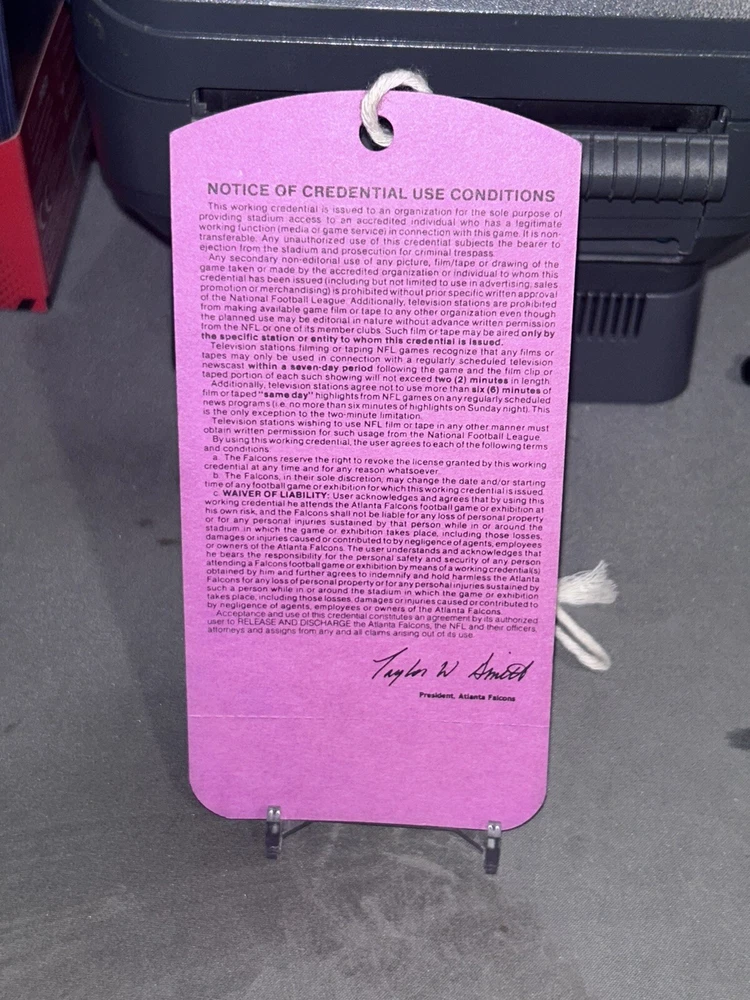 NOTICE OF CREDENTIAL USE CONDITIONS
This working credential is issued to an organization for the sole purpose of
providing stadium access to an accredited individual who has a legitimate
working function (media or game service) in connection with this game. It is non-
transferable. Any unauthorized use of this credential subjects the bearer to
ejection from the stadium and prosecution for criminal trespass.
Any secondary non-editorial use of any picture, film/tape or drawing of the
game taken or made by the accredited organization or individual to whom this
credential has been issued (including but not limited to use in advertising, sales
promotion or merchandising) is prohibited without prior specific written approval
of the National Football League. Additionally, television stations are prohibited
from making available game film or tape to any other organization even though
the planned use may be editorial in nature without advance written permission
from the NFL or one of its member clubs. Such film or tape may be aired only by
the specific station or entity to whom this credential is issued.
Television stations filming or taping NFL games recognize that any films or
tapes may only be used in connection with a regularly scheduled television
newscast within a seven-day period following the game and the film clip or
taped portion of each such showing will not exceed two (2) minutes in length.
Additionally, television stations agree not to use more than six (6) minutes of
film or taped "same day" highlights from NFL games on any regularly scheduled
news programs (i.e. no more than six minutes of highlights on Sunday night). This
is the only exception to the two-minute limitation.
Television stations wishing to use NFL film or tape in any other manner must
obtain written permission for such usage from the National Football League.
By using this working credential, the user agrees to each of the following terms
and conditions:
a. The Falcons reserve the right to revoke the license granted by this working
credential at any time and for any reason whatsoever.
b. The Falcons, in their sole discretion, may change the date and/or starting
time of any football game or exhibition for which this working credential is issued.
c. WAIVER OF LIABILITY: User acknowledges and agrees that by using this
working credential he attends the Atlanta Falcons football game or exhibition at
his own risk, and the Falcons shall not be liable for any loss of personal property
or for any personal injuries sustained by that person while in or around the
stadium in which the game or exhibition takes place, including those losses,
damages or injuries caused or contributed to by negligence of agents, employees
or owners of the Atlanta Falcons. The user understands and acknowledges that
he bears the responsibility for the personal safety and security of any person
attending a Falcons football game or exhibition by means of a working credential(s)
obtained by him and further agrees to indemnify and hold harmless the Atlanta
Falcons for any loss of personal property or for any personal injuries sustained by
such a person while in or around the stadium in which the game or exhibition
takes place, including those losses, damages or injuries caused or contributed to
by negligence of agents, employees or owners of the Atlanta Falcons.
Acceptance and use of this credential constitutes an agreement by its authorized
user to RELEASE AND DISCHARGE the Atlanta Falcons, the NFL and their officers,
attorneys and assigns from any and all claims arising out of its use.
Taylor W Smith
President, Atlanta Falcons